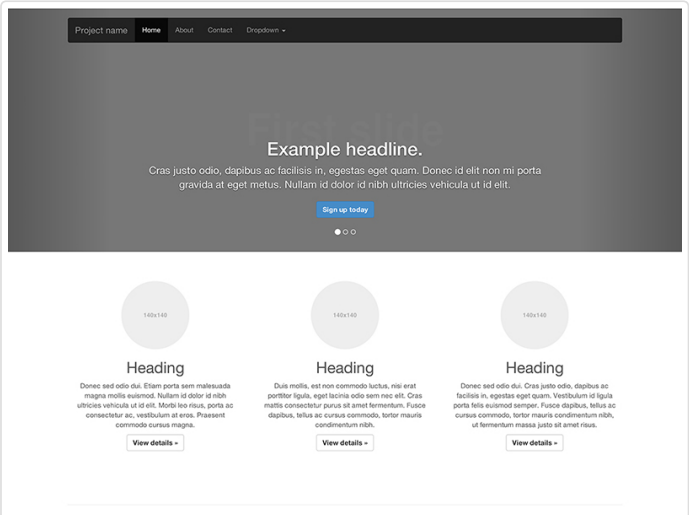 Project name Home About Contact Dropdown
First slide
Example headline.
Cras justo odio, dapibus ac facilisis in, egestas eget quam. Donec id elit non mi porta
gravida at eget metus. Nullam id dolor id nibh ultricies vehicula ut id elit.
Sign up today
140x140
Heading
Donec sed odio dui. Etiam porta sem malesuada
magna mollis euismod. Nullam id dolor id nibh
ultricies vehicula ut id elit. Morbi leo risus, porta ac
consectetur ac, vestibulum at eros. Praesent
commodo cursus magna.
View details »
140x140
Heading
Duis mollis, est non commodo luctus, nisi erat
porttitor ligula, eget lacinia odio sem nec elit. Cras
mattis consectetur purus sit amet fermentum. Fusce
dapibus, tellus ac cursus commodo, tortor mauris
condimentum nibh.
View details »
140x140
Heading
Donec sed odio dui. Cras justo odio, dapibus ac
facilisis in, egestas eget quam. Vestibulum id ligula
porta felis euismod semper. Fusce dapibus, tellus ac
cursus commodo, tortor mauris condimentum nibh,
ut fermentum massa justo sit amet risus.
View details »